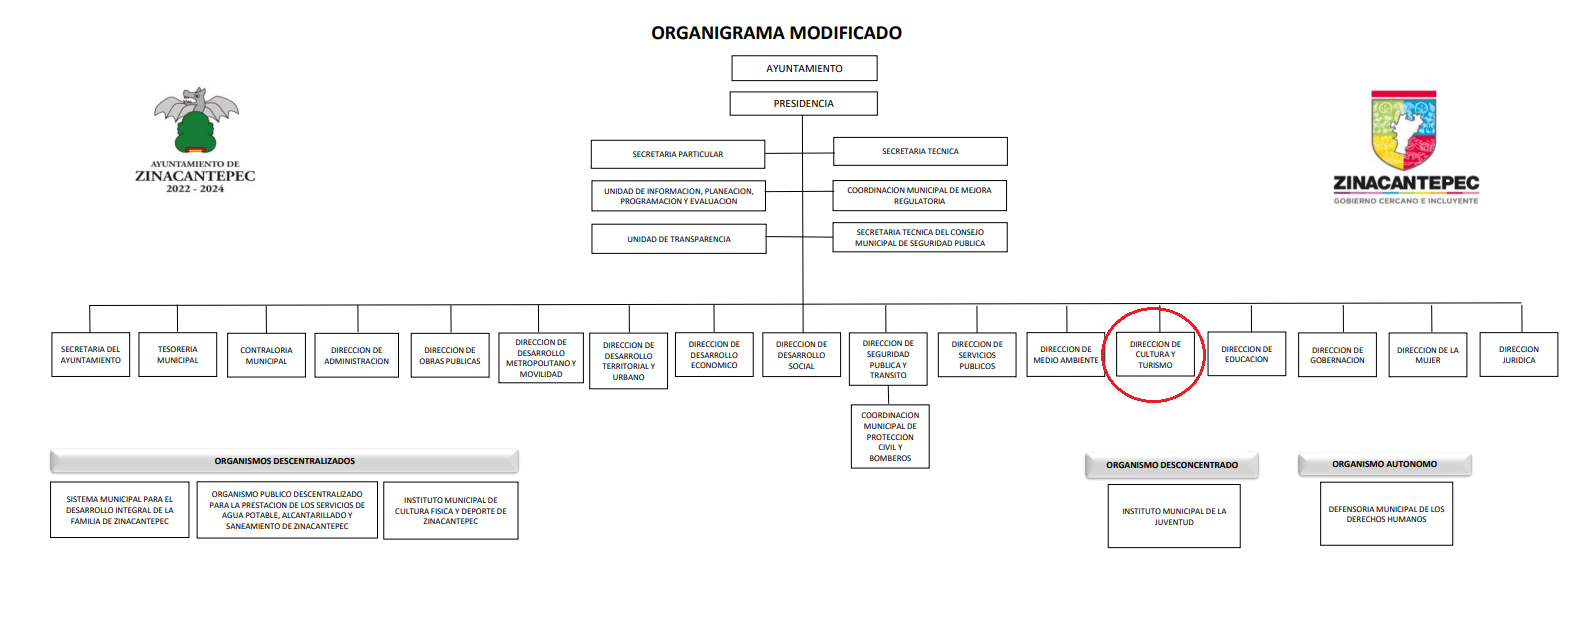 ORGANIGRAMA MODIFICADO
AYUNTAMIENTO
PRESIDENCIA
AYUNTAMIENTO DE
ZINACANTEPEC
2022 - 2024
ZINACANTEPEC
GOBIERNO CERCANO E INCLUYENTE
SECRETARIA PARTICULAR
SECRETARIA TECNICA
UNIDAD DE INFORMACION, PLANEACION,
PROGRAMACION Y EVALUACION
COORDINACION MUNICIPAL DE MEJORA
REGULATORIA
UNIDAD DE TRANSPARENCIA
SECRETARIA TECNICA DEL CONSEJO
MUNICIPAL DE SEGURIDAD PUBLICA
SECRETARIA DEL
AYUNTAMIENTO
TESORERIA
MUNICIPAL
CONTRALORIA
MUNICIPAL
DIRECCION DE
ADMINISTRACION
DIRECCION DE
OBRAS PUBLICAS
DIRECCION DE
DESARROLLO
METROPOLITANO Y
MOVILIDAD
DIRECCION DE
DESARROLLO
TERRITORIAL Y
URBANO
DIRECCION DE
DESARROLLO
ECONOMICO
DIRECCION DE
DESARROLLO
SOCIAL
DIRECCION DE
SEGURIDAD
PUBLICA Y
TRANSITO
DIRECCION DE
SERVICIOS
PUBLICOS
DIRECCION DE
MEDIO AMBIENTE
DIRECCION DE
CULTURA Y
TURISMO
DIRECCION DE
EDUCACION
DIRECCION DE
GOBERNACION
DIRECCION DE LA
MUJER
DIRECCION
JURIDICA
COORDINACION
MUNICIPAL DE
PROTECCION
CIVIL Y
BOMBEROS
ORGANISMOS DESCENTRALIZADOS
SISTEMA MUNICIPAL PARA EL
DESARROLLO INTEGRAL DE LA
FAMILIA DE ZINACANTEPEC
ORGANISMO PUBLICO DESCENTRALIZADO
PARA LA PRESTACION DE LOS SERVICIOS DE
AGUA POTABLE, ALCANTARILLADO Y
SANEAMIENTO DE ZINACANTEPEC
INSTITUTO MUNICIPAL DE
CULTURA FISICA Y DEPORTE DE
ZINACANTEPEC
ORGANISMO DESCONCENTRADO
INSTITUTO MUNICIPAL DE LA
JUVENTUD
ORGANISMO AUTONOMO
DEFENSORIA MUNICIPAL DE LOS
DERECHOS HUMANOS